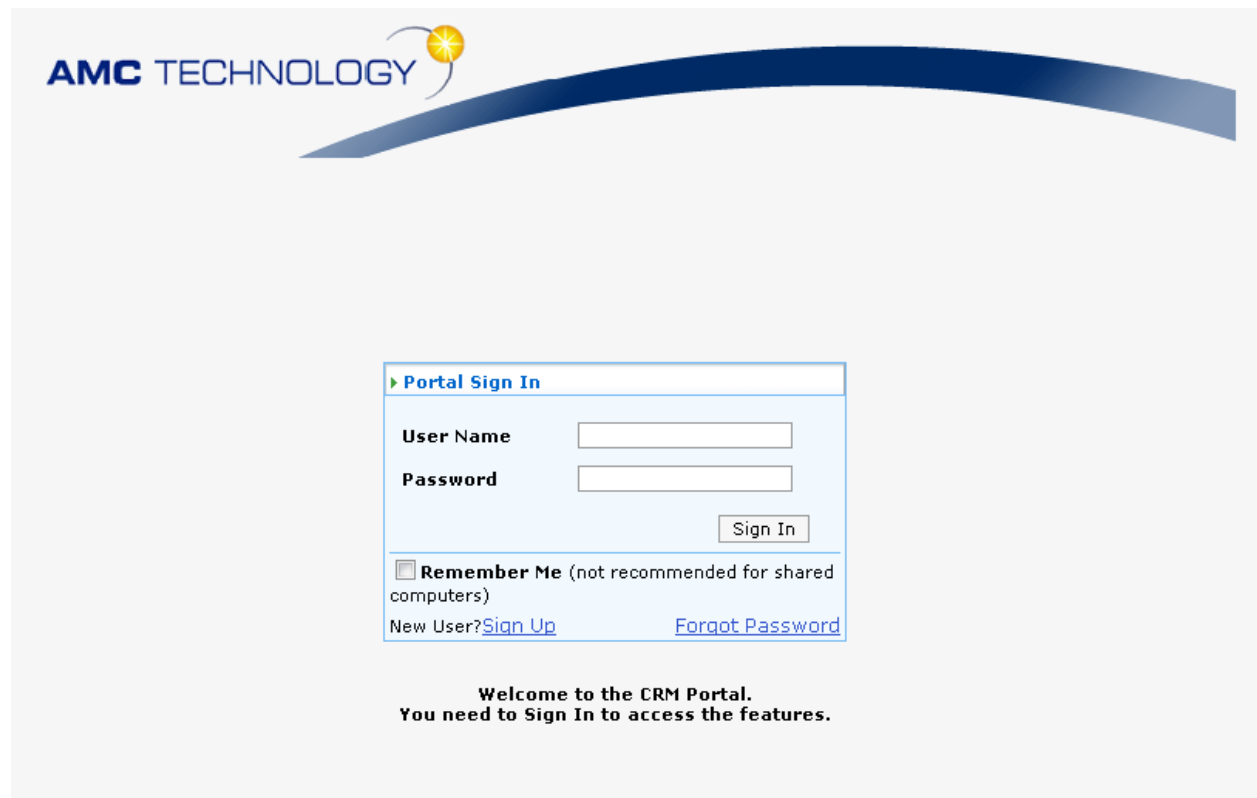 AMC TECHNOLOGY
Portal Sign In
User Name
Password
Sign In
Remember Me (not recommended for shared
computers)
New User?Sign Up Forgot Password
Welcome to the CRM Portal.
You need to Sign In to access the features.